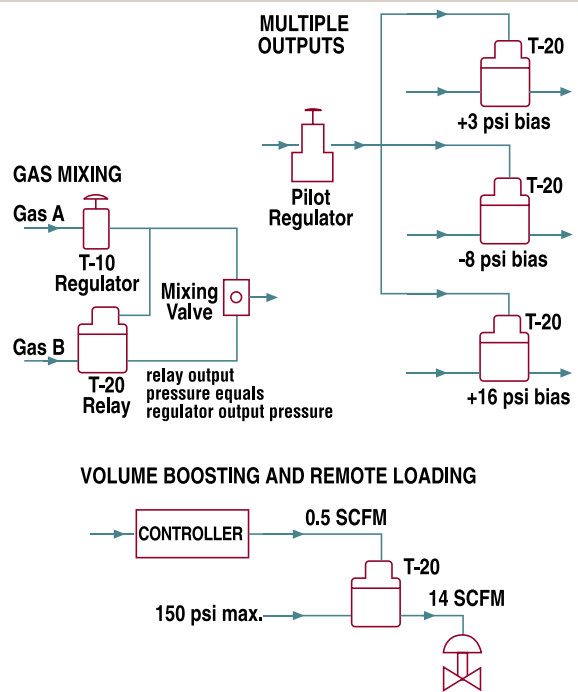 MULTIPLE
OUTPUTS
T-20
+3 psi bias
Pilot
Regulator
T-20
-8 psi bias
T-20
+16 psi bias
GAS MIXING
Gas A
T-10
Regulator
Mixing
Valve
Gas B
T-20
Relay
relay output
pressure equals
regulator output pressure
VOLUME BOOSTING AND REMOTE LOADING
CONTROLLER
0.5 SCFM
T-20
150 psi max.
14 SCFM